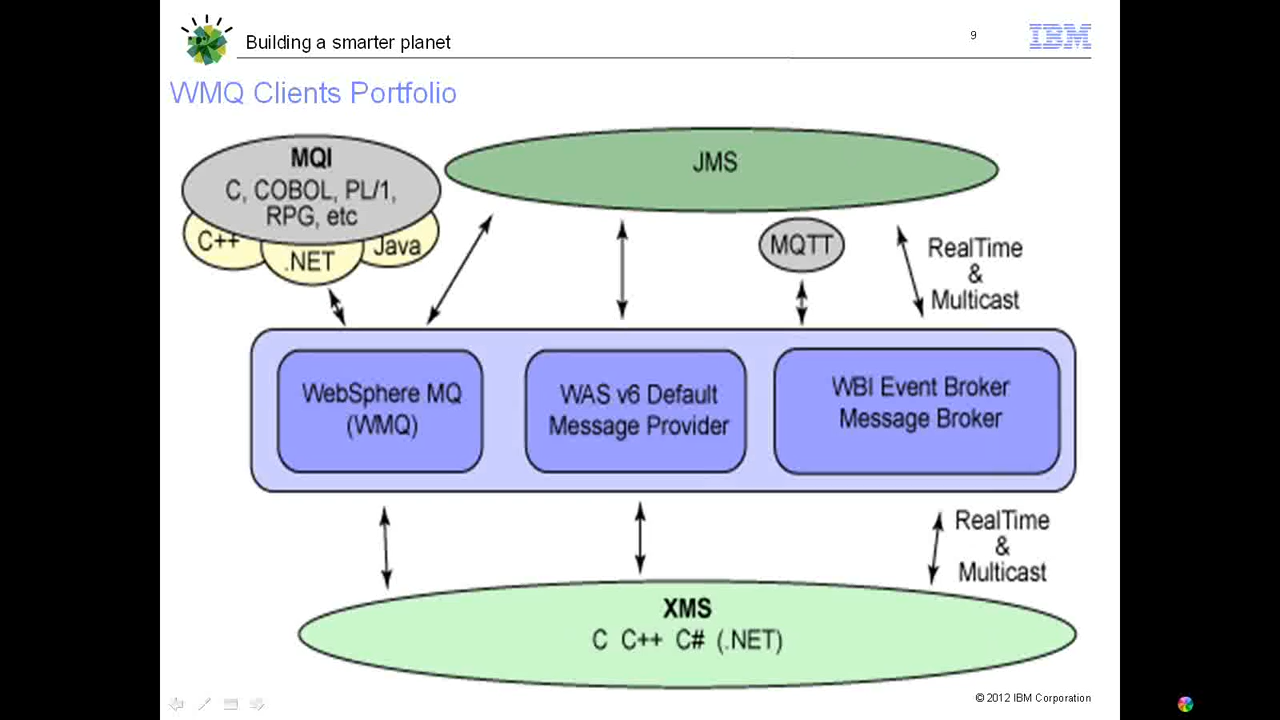 Building a r planet
9
IBM
WMQ Clients Portfolio
MQI
C, COBOL, PL/1,
RPG, etc
C++
.NET
Java
JMS
MQTT
RealTime
&
Multicast
WebSphere MQ
(WMQ)
WAS v6 Default
Message Provider
WBI Event Broker
Message Broker
RealTime
&
Multicast
XMS
C C++ C# (.NET)
© 2012 IBM Corporation